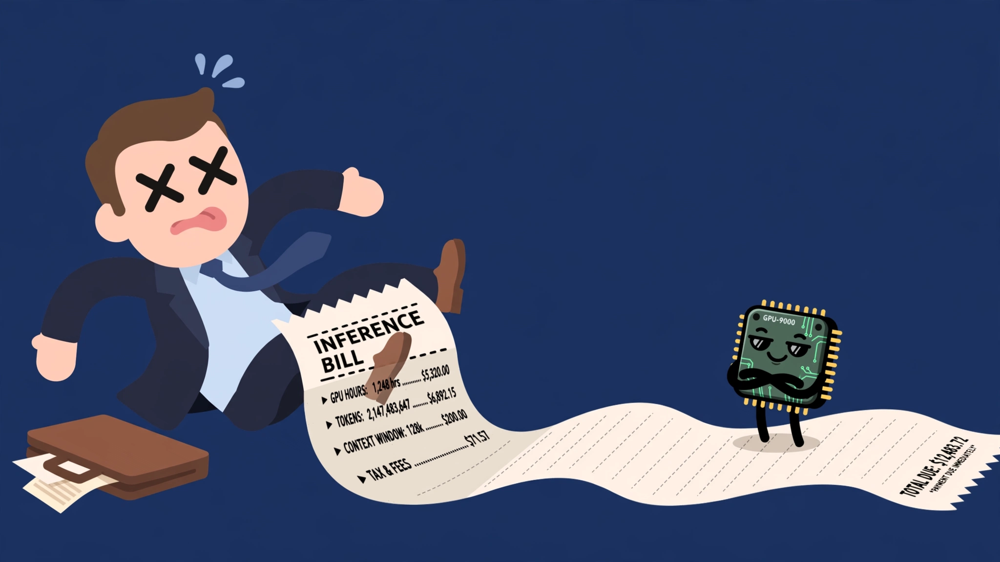 INFERENCE
BILL
▶ GPU HOURS: 1,248 hrs .......... $5,320.00
▶ TOKENS: 2,147,483,647 ........ $6,892.15
▶ CONTEXT WINDOW: 128k ......... $200.00
▶ TAX & FEES ........................ $71.57
GPU-9000
TOTAL DUE: $12,483.72
*PAYMENT DUE IMMEDIATELY*